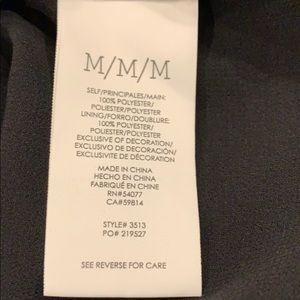 M/M/M
SELF/PRINCIPALES/MAIN:
100% POLYESTER/
POLIESTER/POLYESTER
LINING/FORRO/DOUBLURE:
100% POLYESTER/
POLIESTER/POLYESTER
EXCLUSIVE OF DECORATION/
EXCLUSIVO DE DECORACIÓN/
EXCLUSIVITE DE DÉCORATION
MADE IN CHINA
HECHO EN CHINA
FABRIQUÉ EN CHINE
RN#54077
CA#59814
STYLE# 3513
PO# 219527
SEE REVERSE FOR CARE